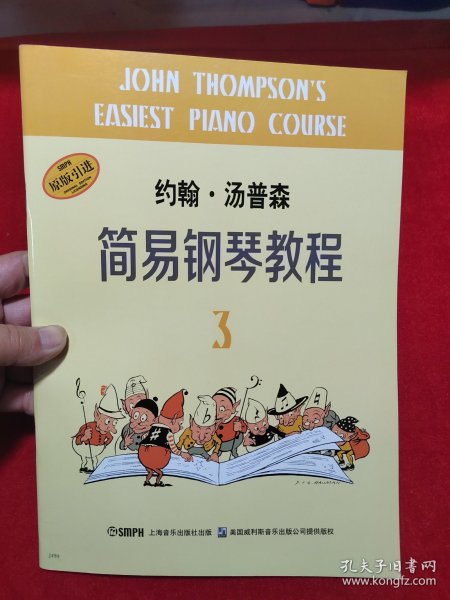 JOHN THOMPSON'S
EASIEST PIANO COURSE
SMPH
原版引进
约翰·汤普森
简易钢琴教程
3
SMPH 上海音乐出版社出版 美国威利斯音乐出版公司提供版权
孔夫子旧书网
www.kongfz.com